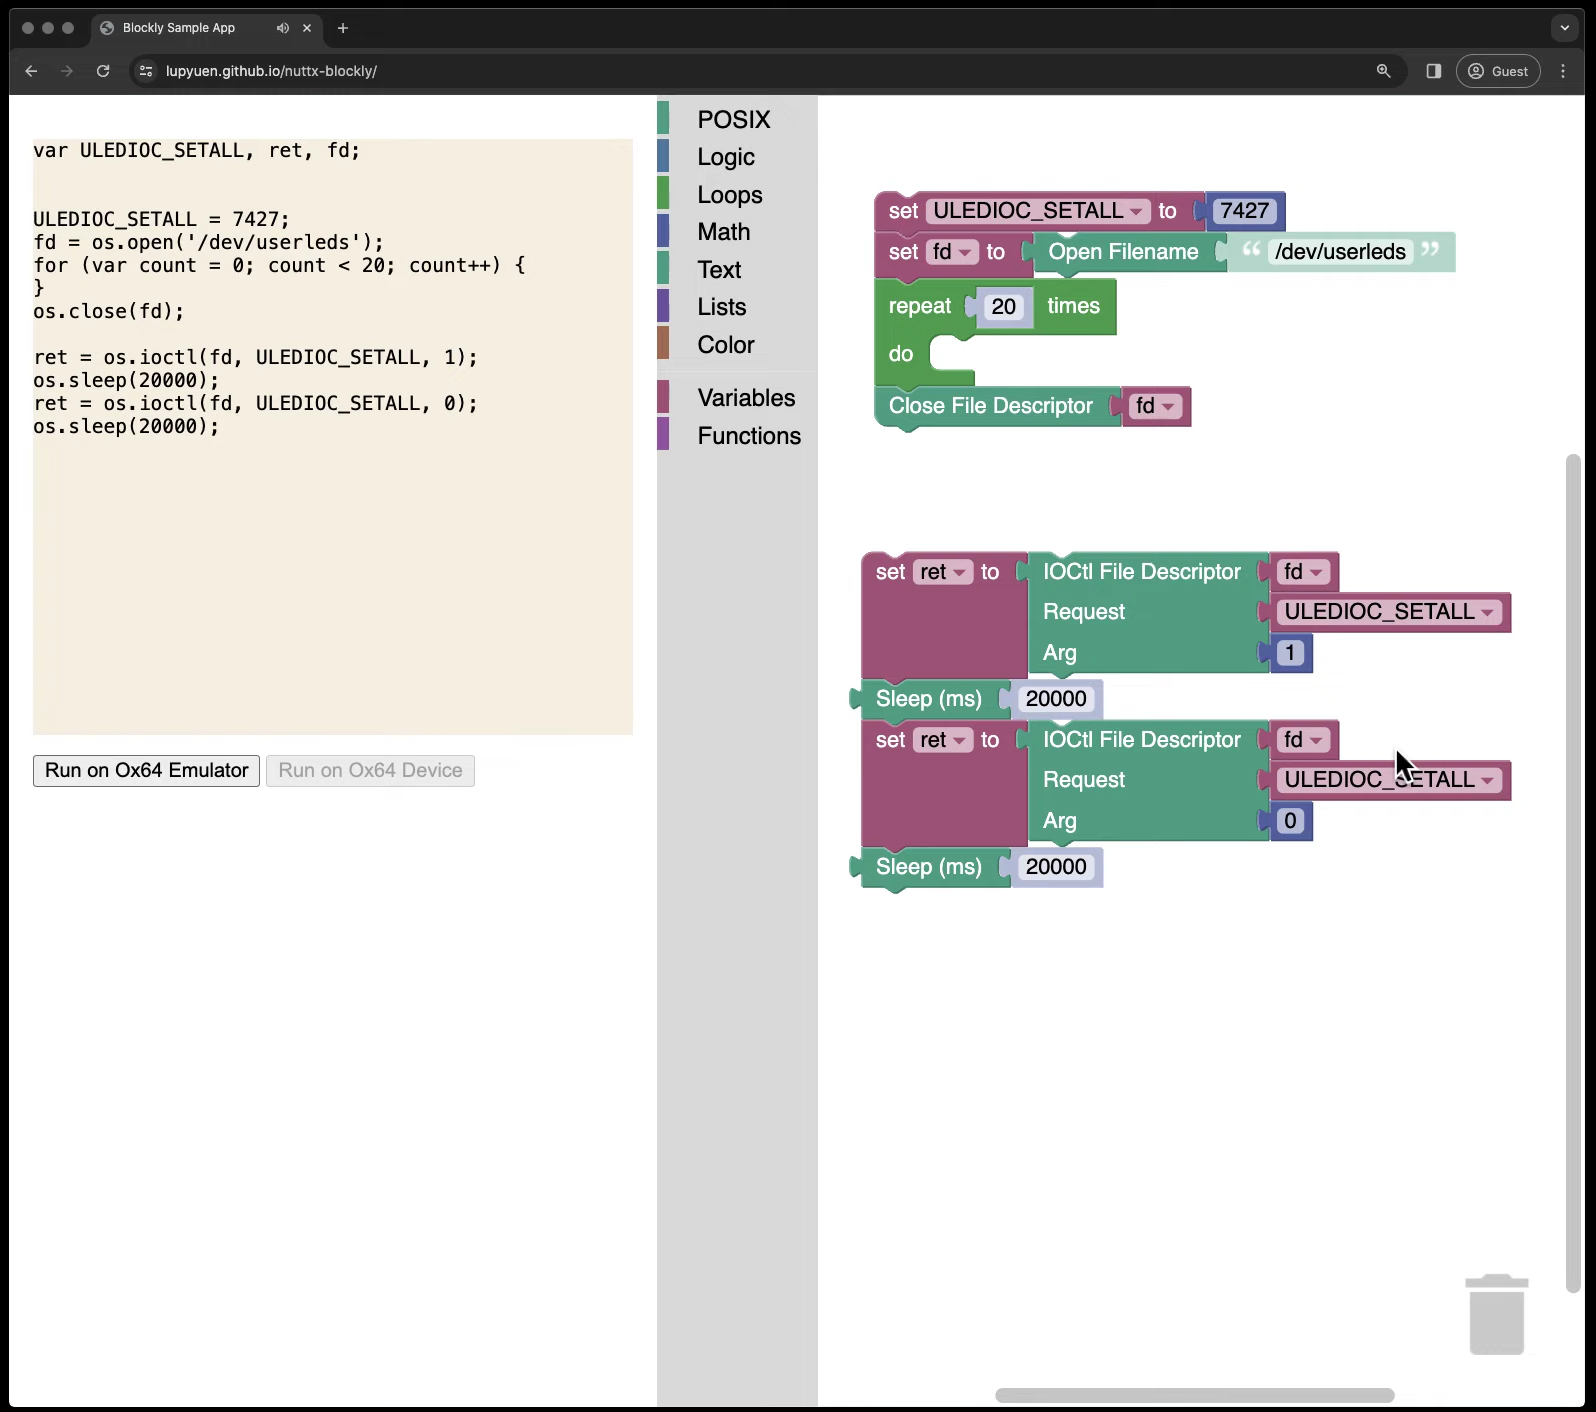 Blockly Sample App
lupyuen.github.io/nuttx-blockly/
Guest
var ULEDIOC_SETALL, ret, fd;
ULEDIOC_SETALL = 7427;
fd = os.open('/dev/userleds');
for (var count = 0; count < 20; count++) {
}
os.close(fd);
ret = os.ioctl(fd, ULEDIOC_SETALL, 1);
os.sleep(20000);
ret = os.ioctl(fd, ULEDIOC_SETALL, 0);
os.sleep(20000);
Run on Ox64 Emulator
Run on Ox64 Device
POSIX
Logic
Loops
Math
Text
Lists
Color
Variables
Functions
set ULEDIOC_SETALL to 7427
set fd to Open Filename “ /dev/userleds ”
repeat 20 times
do
Close File Descriptor fd
set ret to IOCtl File Descriptor fd
Request ULEDIOC_SETALL
Arg 1
Sleep (ms) 20000
set ret to IOCtl File Descriptor fd
Request ULEDIOC_SETALL
Arg 0
Sleep (ms) 20000